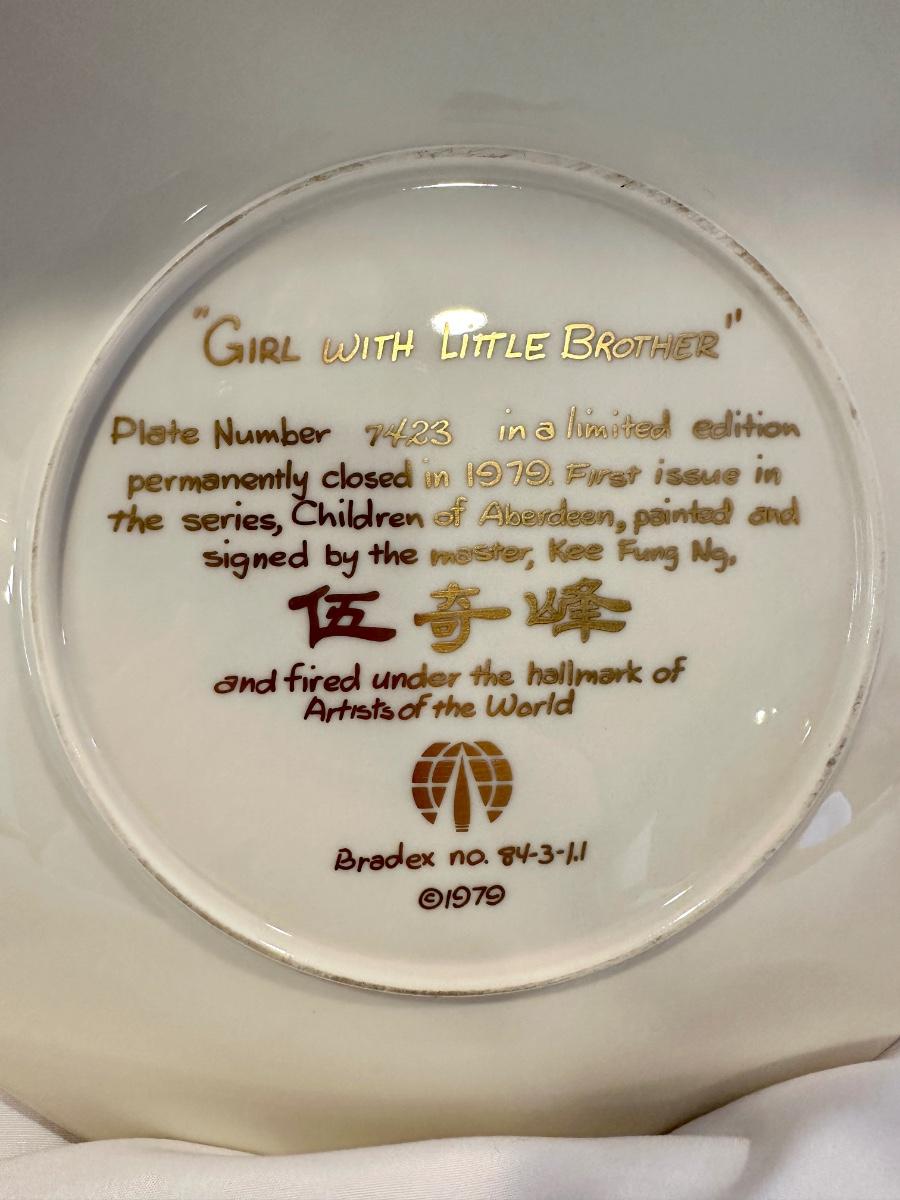 "GIRL WITH LITTLE BROTHER"
Plate Number 7423 in a limited edition
permanently closed in 1979. First issue in
the series, Children of Aberdeen, painted and
signed by the master, Kee Fung Ng,
伍奇峰
and fired under the hallmark of
Artists of the World
Bradex no. 84-3-1.1
©1979